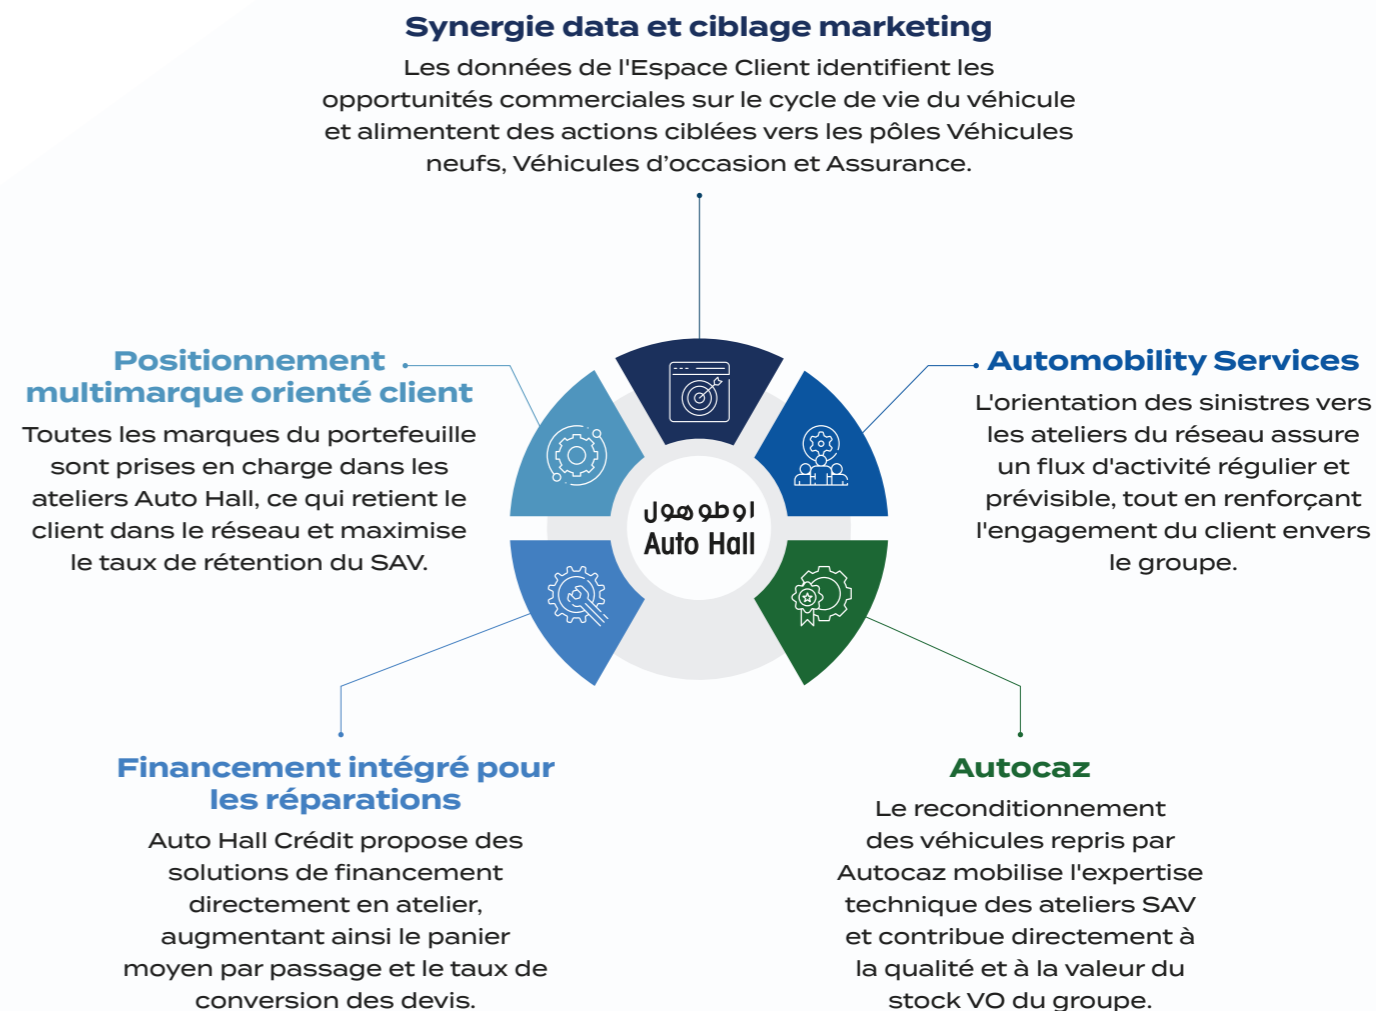 Synergie data et ciblage marketing
Les données de l'Espace Client identifient les
opportunités commerciales sur le cycle de vie du véhicule
et alimentent des actions ciblées vers les pôles Véhicules
neufs, Véhicules d’occasion et Assurance.
Positionnement
multimarque orienté client
Toutes les marques du portefeuille
sont prises en charge dans les
ateliers Auto Hall, ce qui retient le
client dans le réseau et maximise
le taux de rétention du SAV.
Automobility Services
L'orientation des sinistres vers
les ateliers du réseau assure
un flux d'activité régulier et
prévisible, tout en renforçant
l'engagement du client envers
le groupe.
اوطوهول
Auto Hall
Financement intégré pour
les réparations
Auto Hall Crédit propose des
solutions de financement
directement en atelier,
augmentant ainsi le panier
moyen par passage et le taux de
conversion des devis.
Autocaz
Le reconditionnement
des véhicules repris par
Autocaz mobilise l'expertise
technique des ateliers SAV
et contribue directement à
la qualité et à la valeur du
stock VO du groupe.